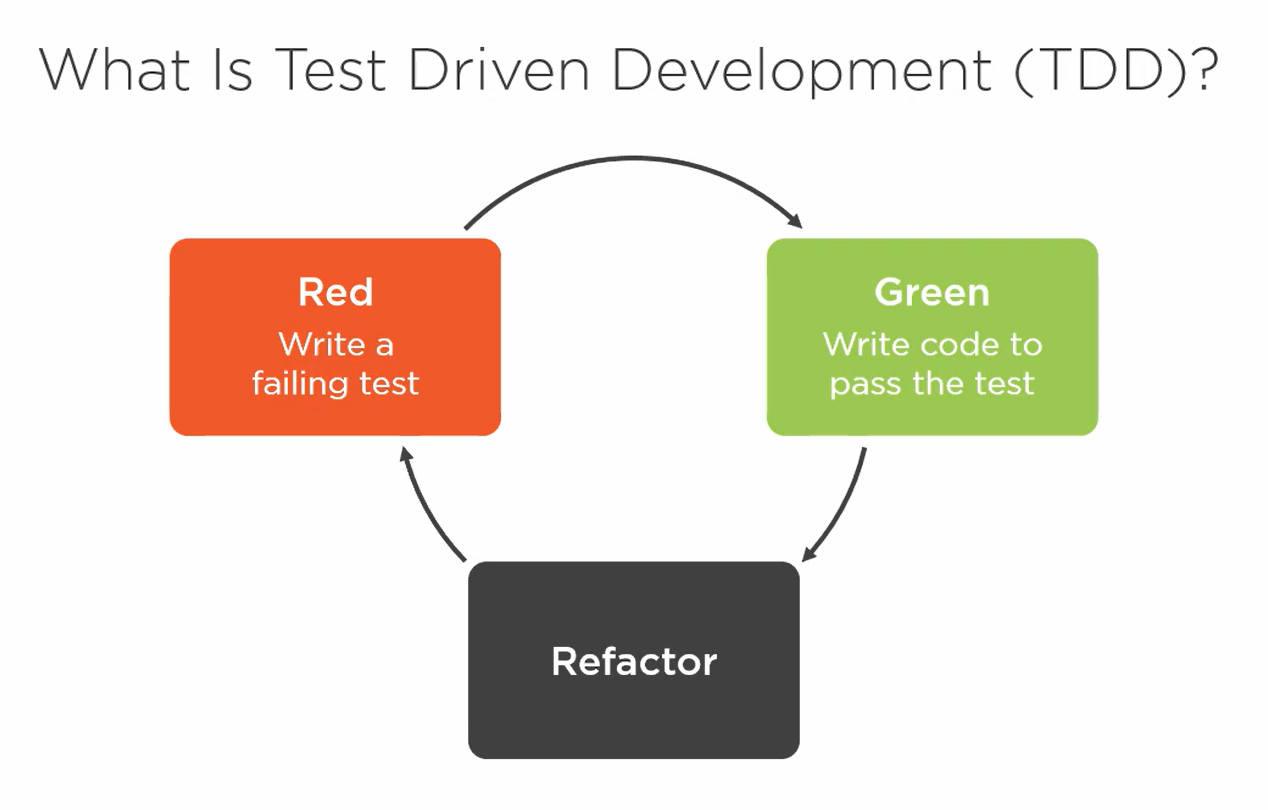 What Is Test Driven Development (TDD)?
Red
Write a
failing test
Green
Write code to
pass the test
Refactor